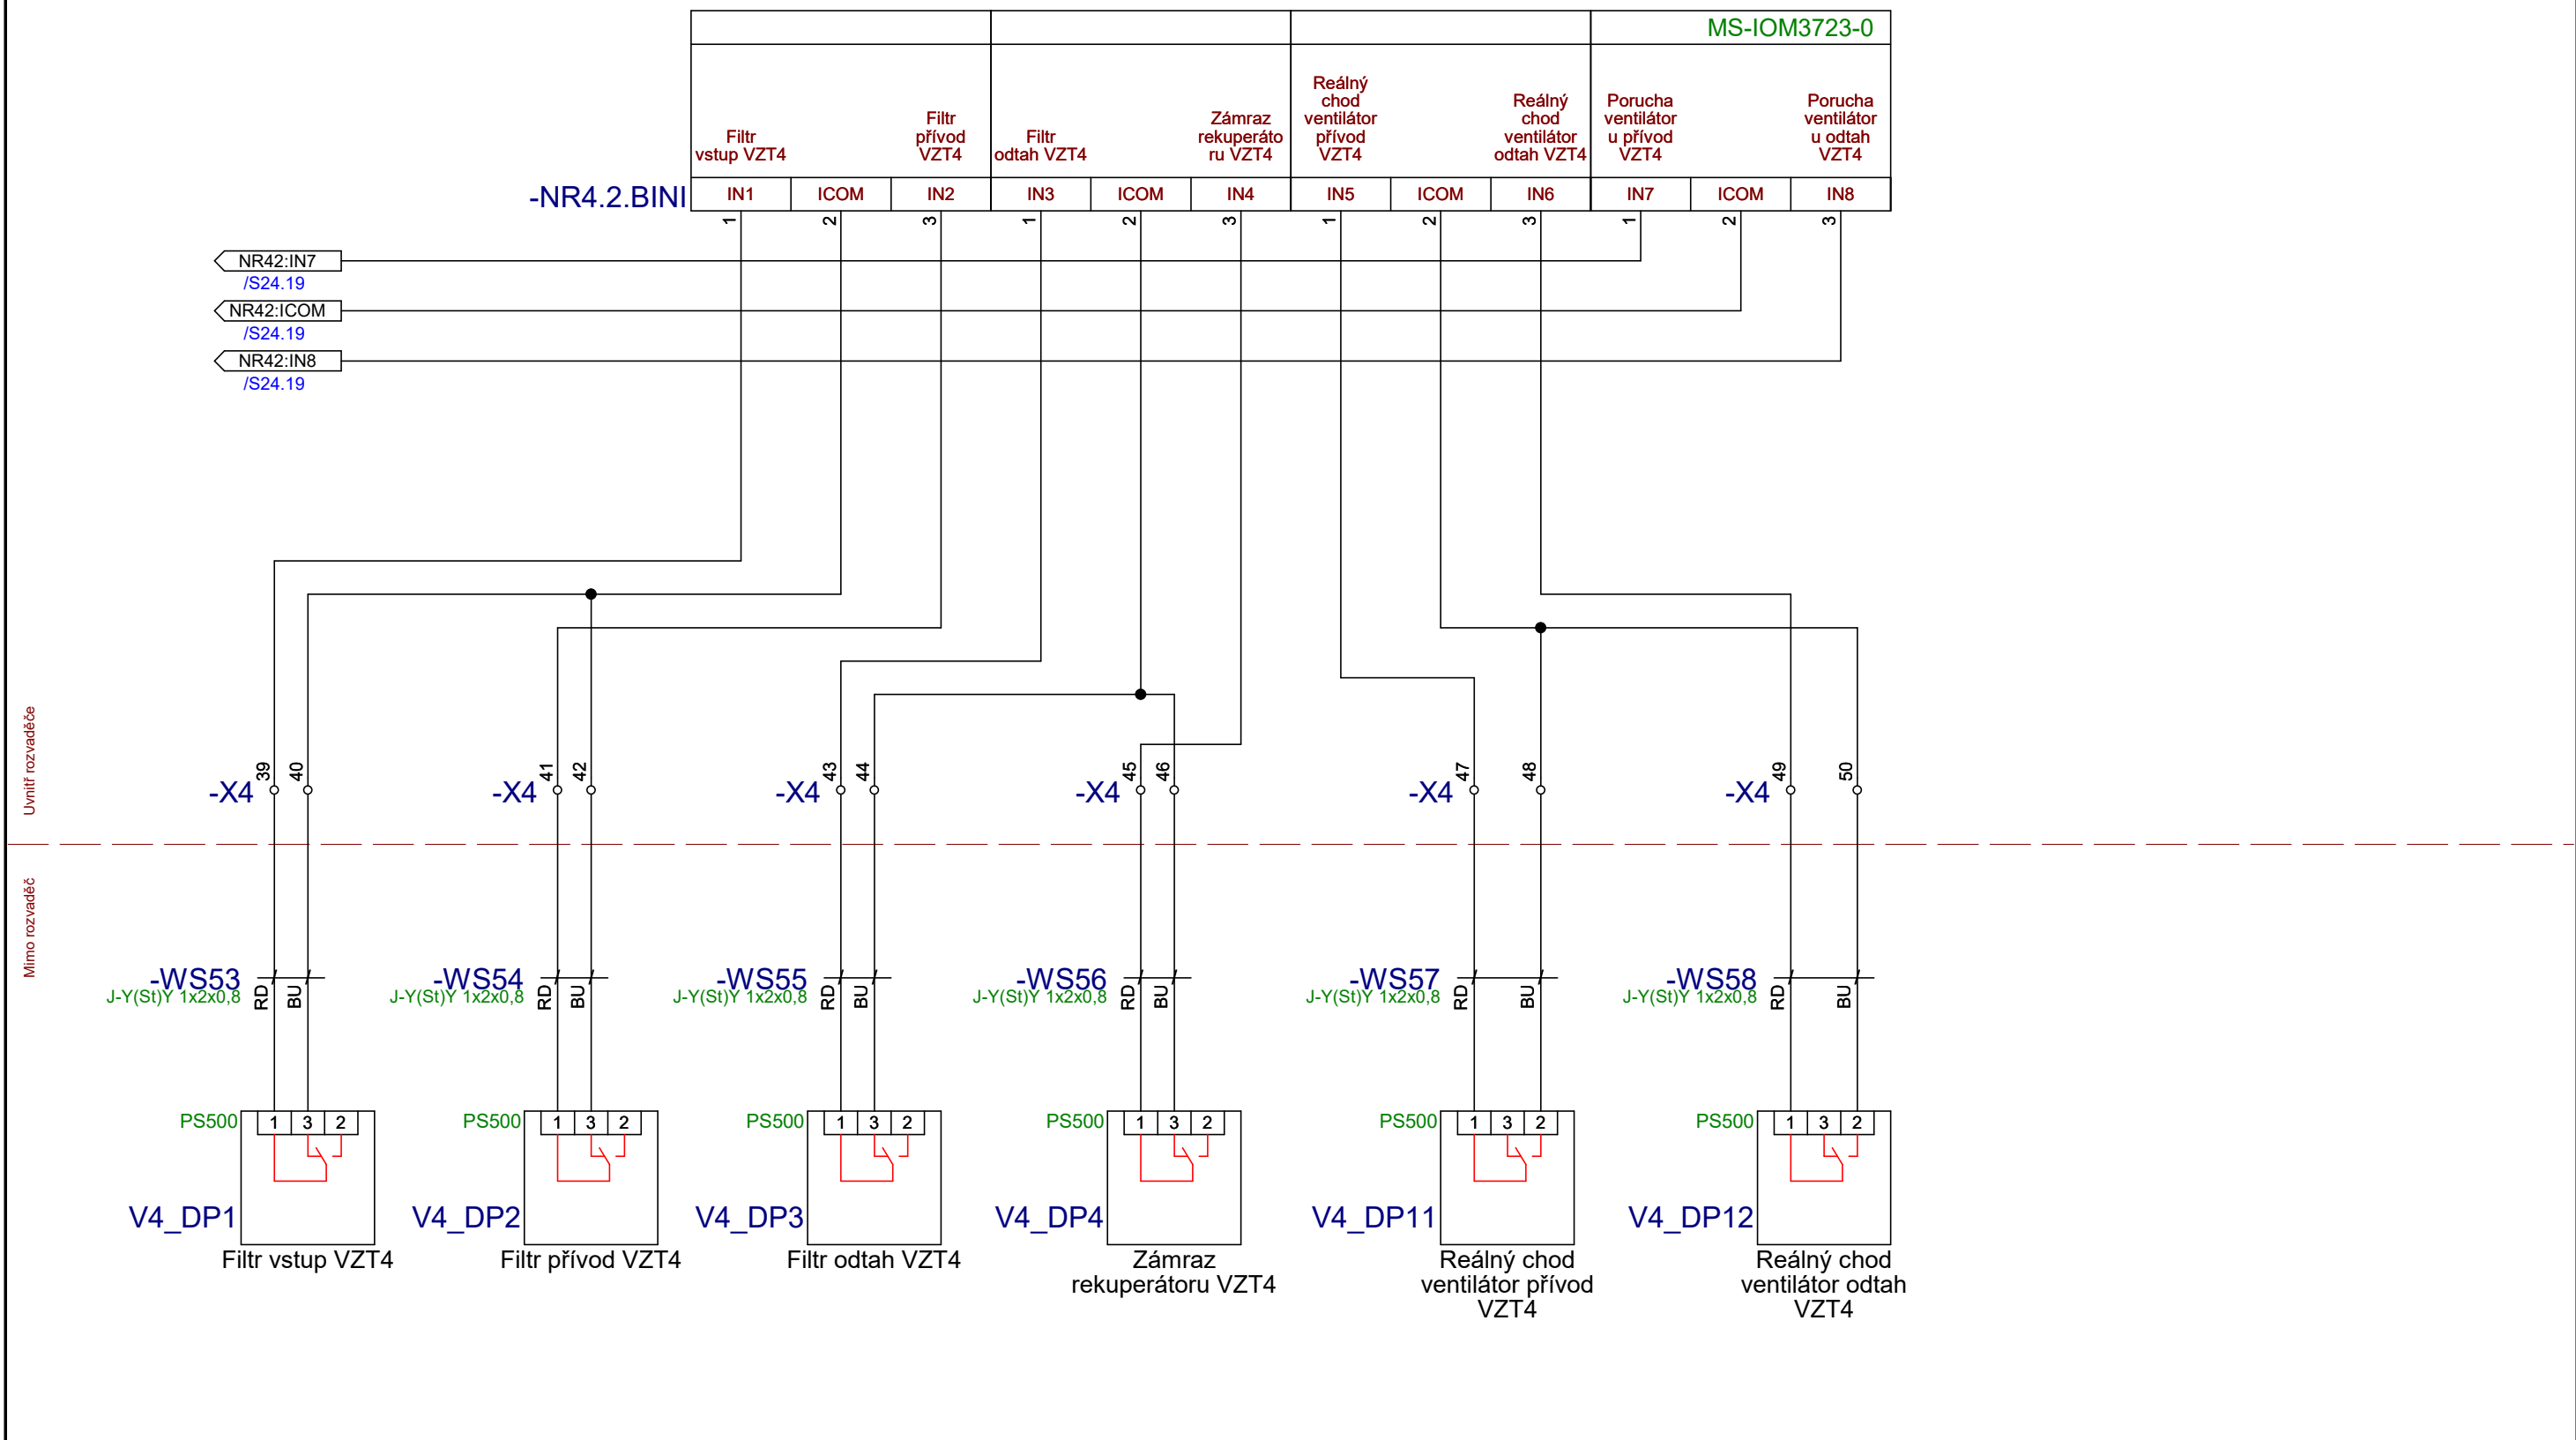 MS-IOM3723-0
Filtr
vstup VZT4
Filtr
přívod
VZT4
Filtr
odtah VZT4
Zámraz
rekuperáto
ru VZT4
Reálný
chod
ventilátor
přívod
VZT4
Reálný
chod
ventilátor
odtah VZT4
Porucha
ventilátor
u přívod
VZT4
Porucha
ventilátor
u odtah
VZT4
-NR4.2.BINI
IN1 ICOM IN2 IN3 ICOM IN4 IN5 ICOM IN6 IN7 ICOM IN8
1 2 3 1 2 3 1 2 3 1 2 3
NR42:IN7
/S24.19
NR42:ICOM
/S24.19
NR42:IN8
/S24.19
Uvnitř rozvaděče
-X4 39 40
-X4 41 42
-X4 43 44
-X4 45 46
-X4 47 48
-X4 49 50
Mimo rozvaděč
-WS53
J-Y(St)Y 1x2x0,8
RD BU
-WS54
J-Y(St)Y 1x2x0,8
RD BU
-WS55
J-Y(St)Y 1x2x0,8
RD BU
-WS56
J-Y(St)Y 1x2x0,8
RD BU
-WS57
J-Y(St)Y 1x2x0,8
RD BU
-WS58
J-Y(St)Y 1x2x0,8
RD BU
PS500 1 3 2
V4_DP1
Filtr vstup VZT4
PS500 1 3 2
V4_DP2
Filtr přívod VZT4
PS500 1 3 2
V4_DP3
Filtr odtah VZT4
PS500 1 3 2
V4_DP4
Zámraz
rekuperátoru VZT4
PS500 1 3 2
V4_DP11
Reálný chod
ventilátor přívod
VZT4
PS500 1 3 2
V4_DP12
Reálný chod
ventilátor odtah
VZT4